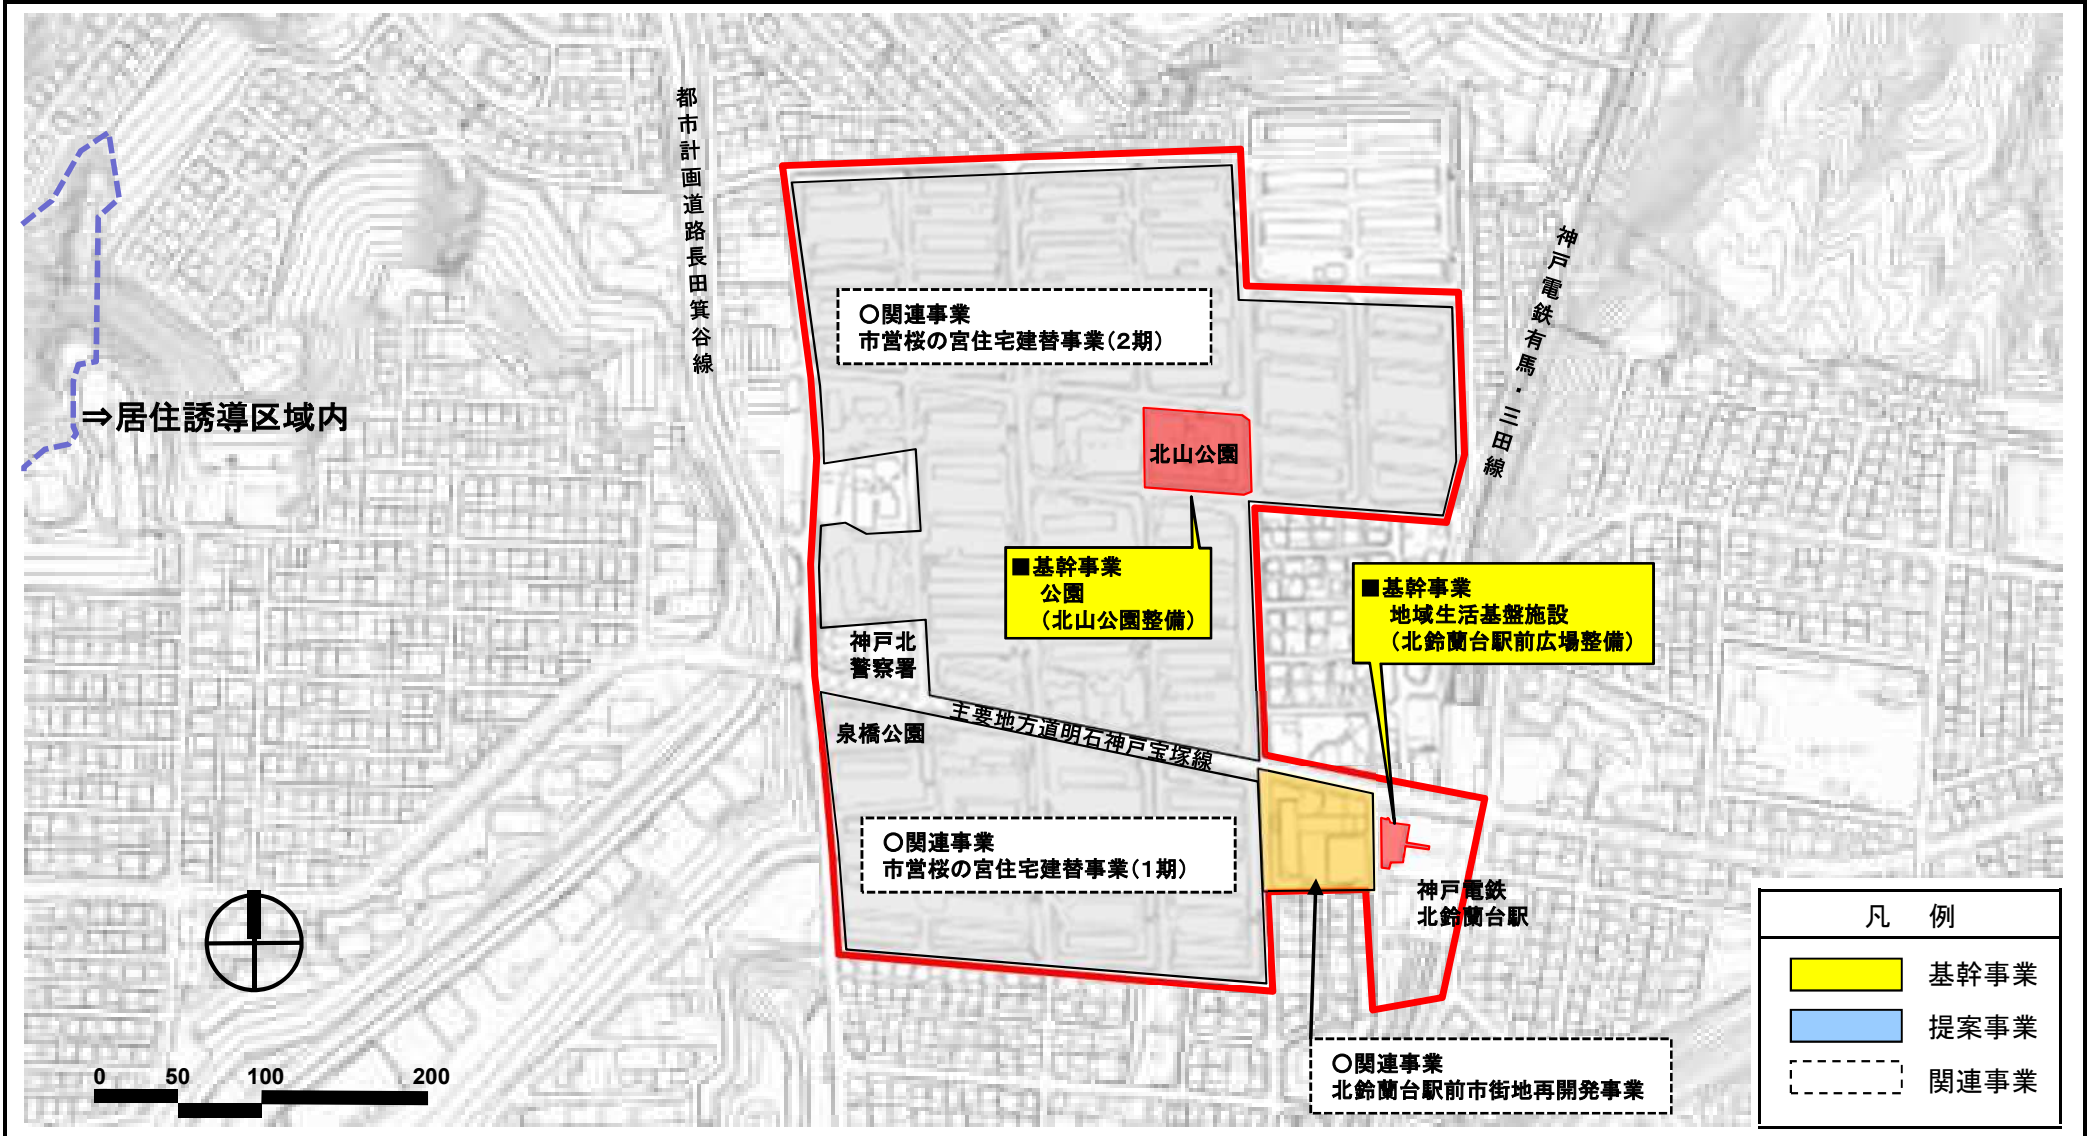 都市計画道路長田箕谷線
神戸電鉄有馬・三田線
○関連事業
市営桜の宮住宅建替事業(2期)
⇒居住誘導区域内
北山公園
■基幹事業
公園
(北山公園整備)
■基幹事業
地域生活基盤施設
(北鈴蘭台駅前広場整備)
神戸北
警察署
主要地方道明石神戸宝塚線
泉橋公園
○関連事業
市営桜の宮住宅建替事業(1期)
神戸電鉄
北鈴蘭台駅
○関連事業
北鈴蘭台駅前市街地再開発事業
0 50 100 200
凡 例
基幹事業
提案事業
関連事業